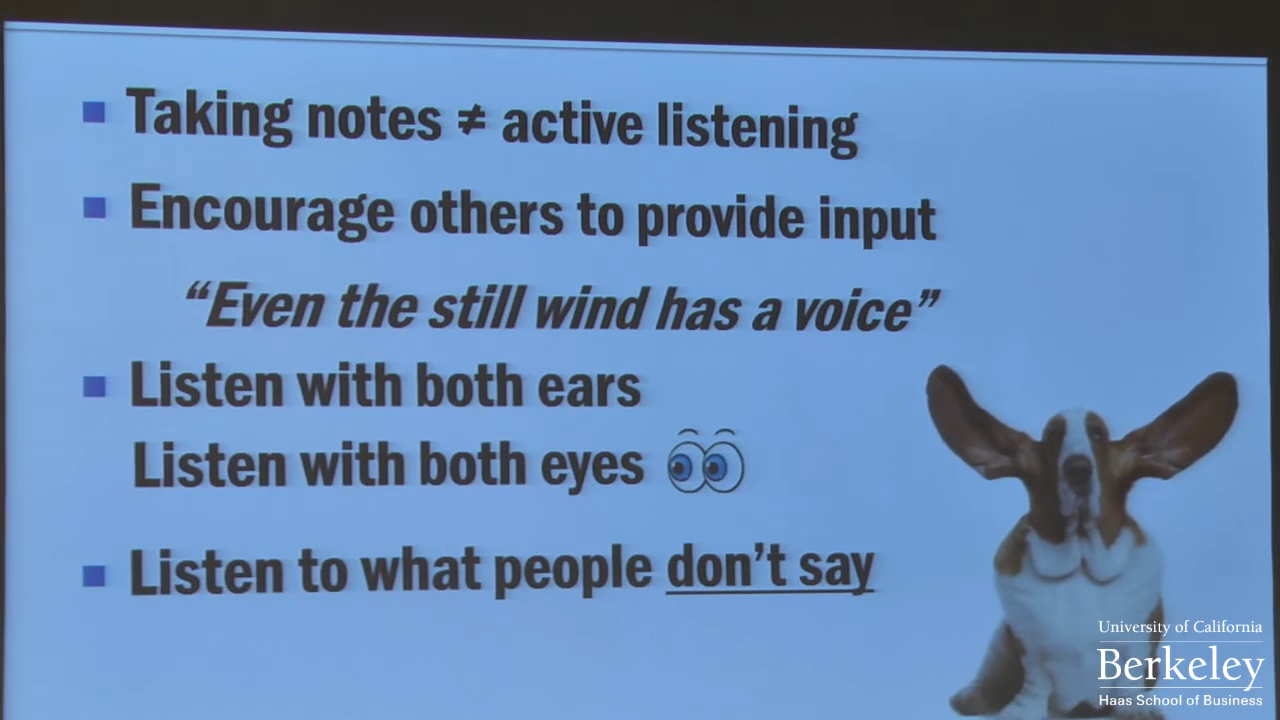 Taking notes ≠ active listening
Encourage others to provide input
“Even the still wind has a voice”
Listen with both ears
Listen with both eyes
Listen to what people don’t say
University of California
Berkeley
Haas School of Business